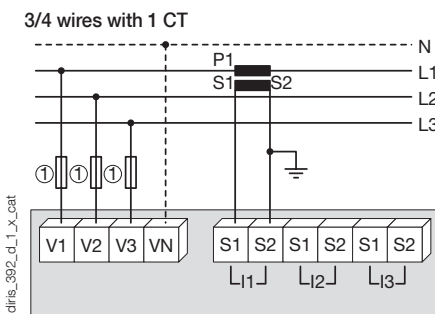 3/4 wires with 1 CT
N
P1
L1
S1 S2
L2
L3
① ① ①
V1 V2 V3 VN S1 S2 S1 S2 S1 S2
I1 I2 I3
diris_392_d_1_x_cat